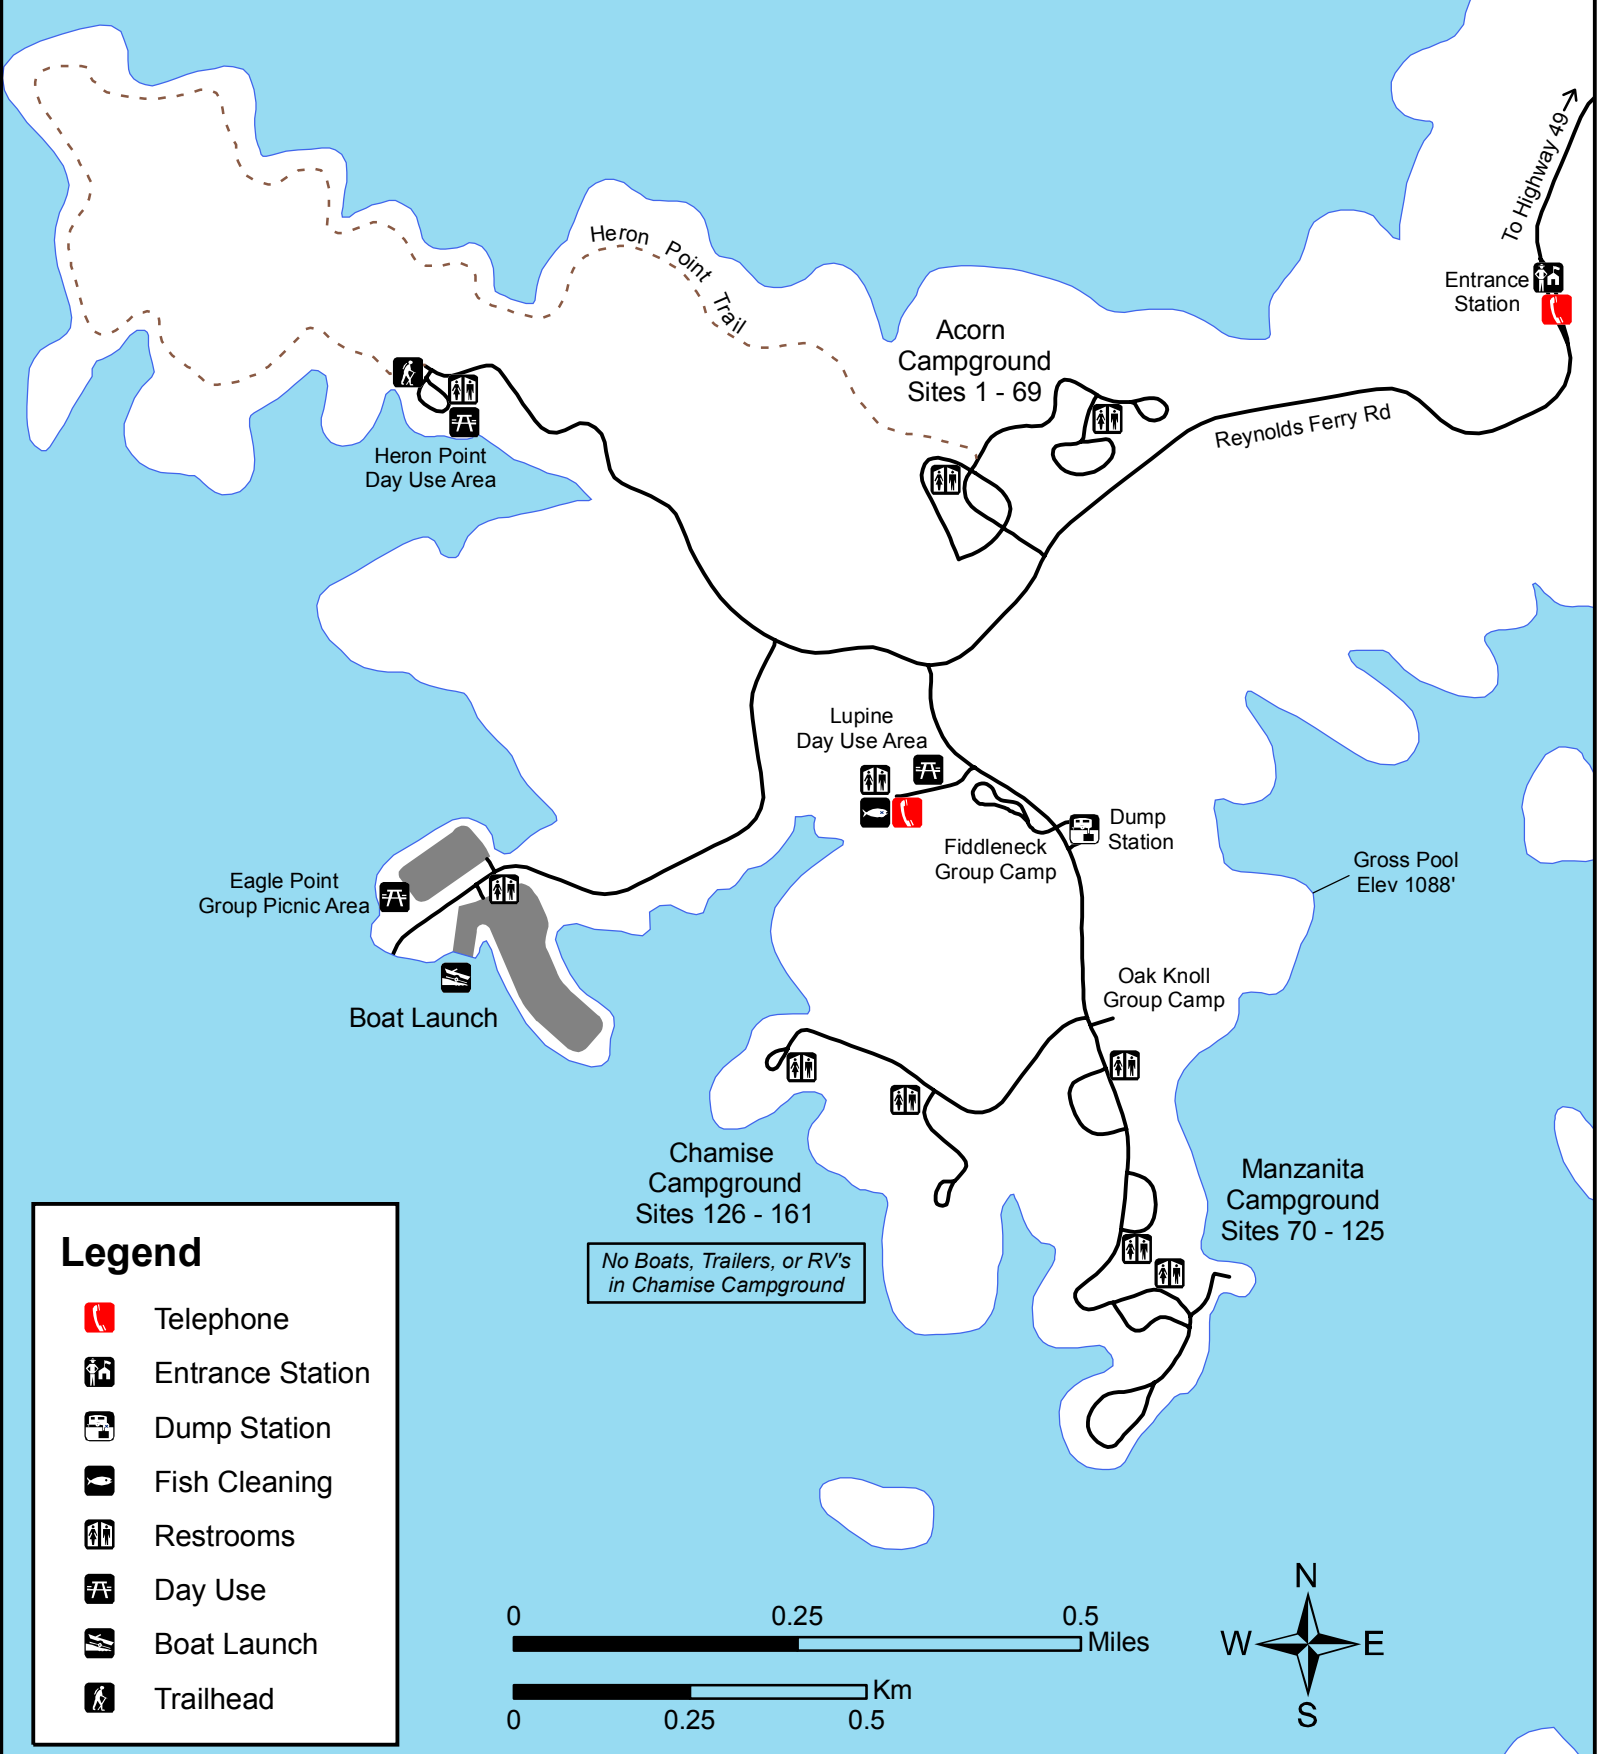 To Highway 49
Heron Point Trail
Entrance
Station
Acorn
Campground
Sites 1 - 69
Reynolds Ferry Rd
Heron Point
Day Use Area
Lupine
Day Use Area
Dump
Station
Fiddleneck
Group Camp
Gross Pool
Elev 1088'
Eagle Point
Group Picnic Area
Oak Knoll
Group Camp
Boat Launch
Chamise
Campground
Sites 126 - 161
No Boats, Trailers, or RV's
in Chamise Campground
Manzanita
Campground
Sites 70 - 125
Legend
Telephone
Entrance Station
Dump Station
Fish Cleaning
Restrooms
Day Use
Boat Launch
Trailhead
0 0.25 0.5
Miles
Km
0 0.25 0.5
N
W E
S